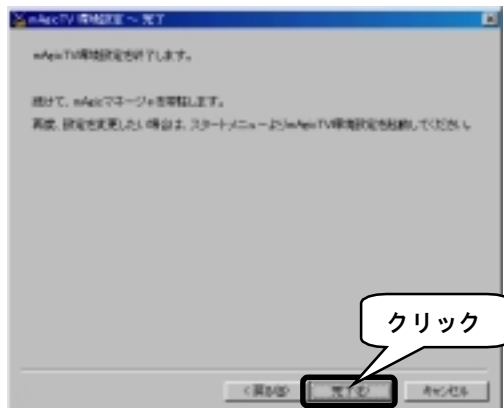 mAgicTV 環境設定 ～ 完了
mAgicTV環境設定を終了します。
続けて、mAgicマネージャを常駐します。
再度、設定を変更したい場合は、スタートメニューよりmAgicTV環境設定を起動してください。
クリック
< 戻る(B)
完了(F)
キャンセル